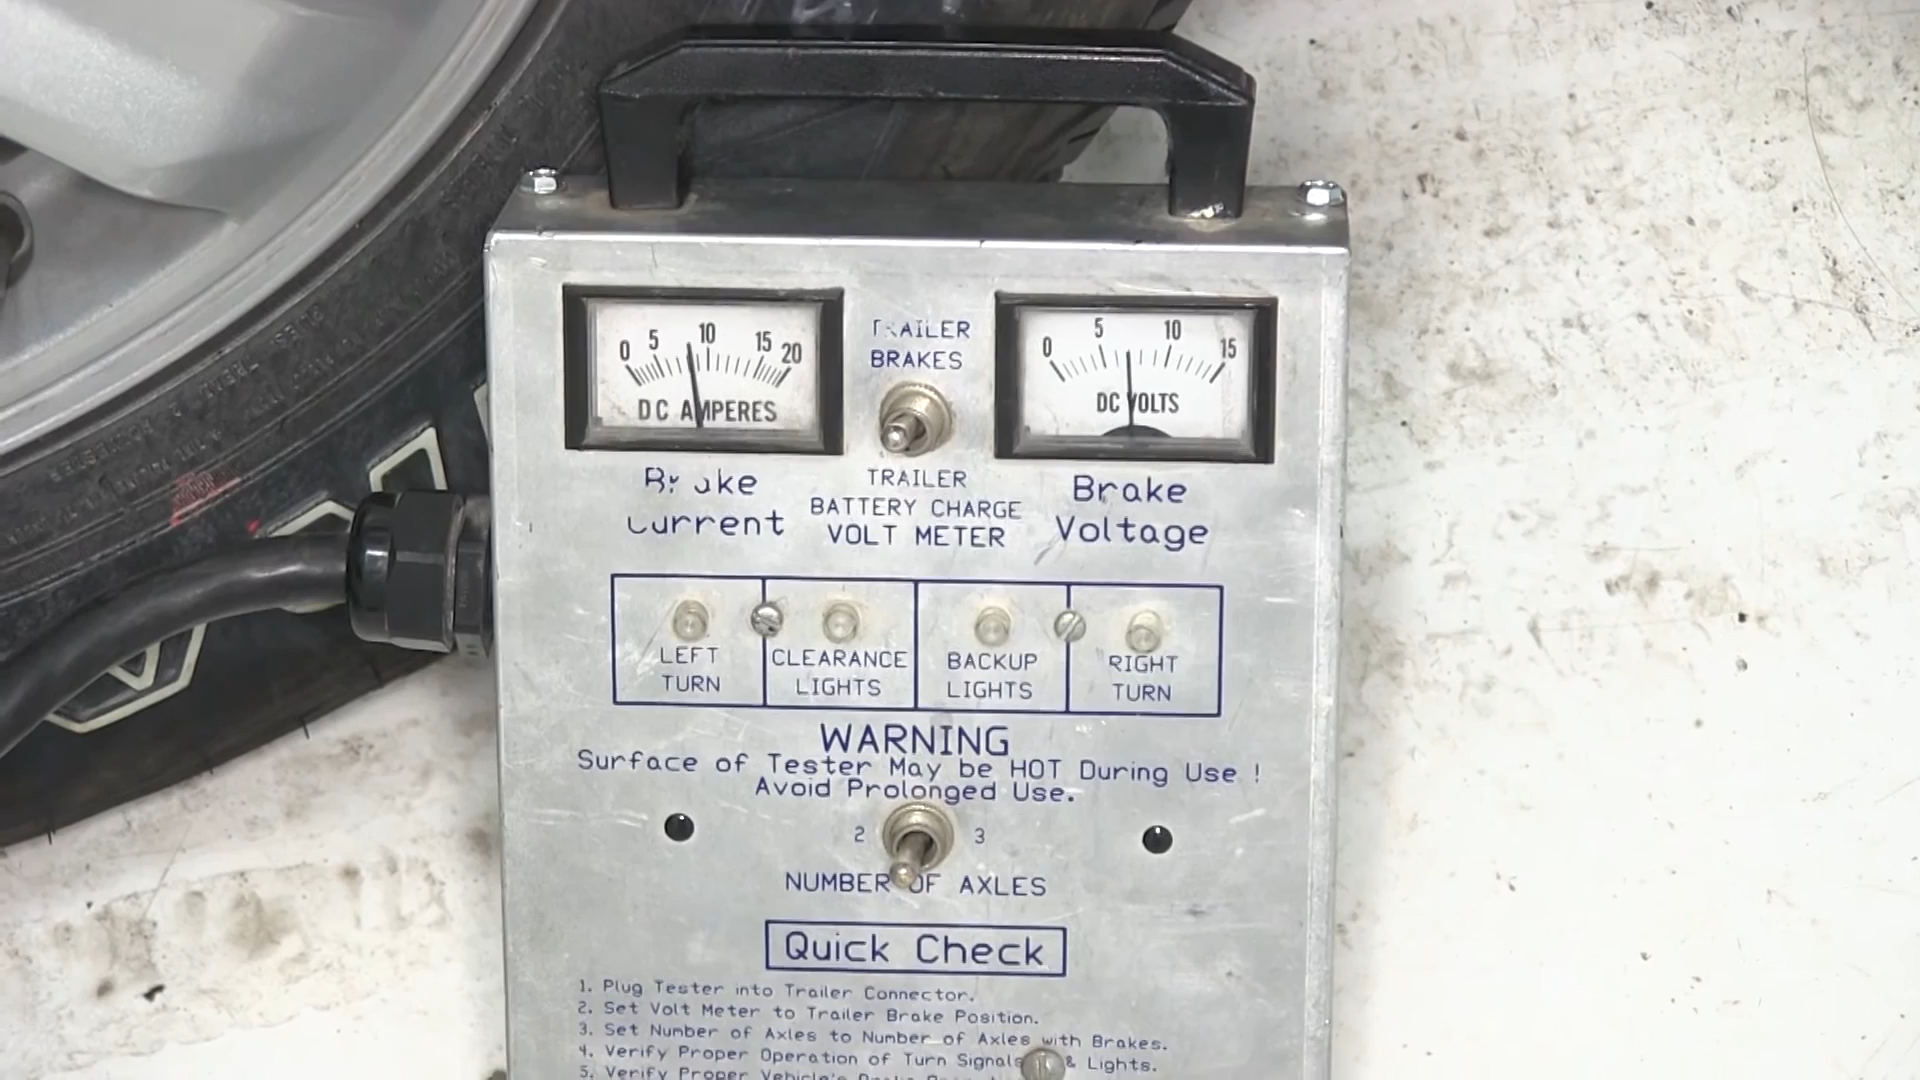 0 5 10 15 20
DC AMPERES
Brake
Current
TRAILER
BRAKES
TRAILER
BATTERY CHARGE
VOLT METER
0 5 10 15
DC VOLTS
Brake
Voltage
LEFT
TURN
CLEARANCE
LIGHTS
BACKUP
LIGHTS
RIGHT
TURN
WARNING
Surface of Tester May be HOT During Use !
Avoid Prolonged Use.
2 3
NUMBER OF AXLES
Quick Check
1. Plug Tester into Trailer Connector.
2. Set Volt Meter to Trailer Brake Position.
3. Set Number of Axles to Number of Axles with Brakes.
4. Verify Proper Operation of Turn Signals & Lights.
5. Verify Proper Vehicle's